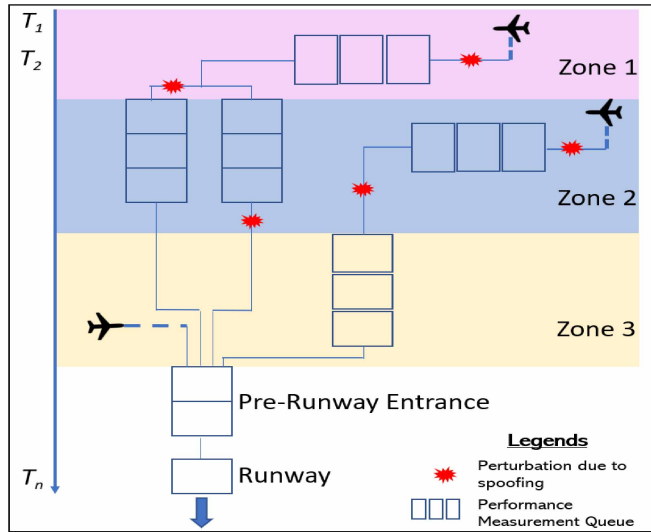 T1
T2
Zone 1
Zone 2
Zone 3
Pre-Runway Entrance
Runway
Tn
Legends
Perturbation due to
spoofing
Performance
Measurement Queue